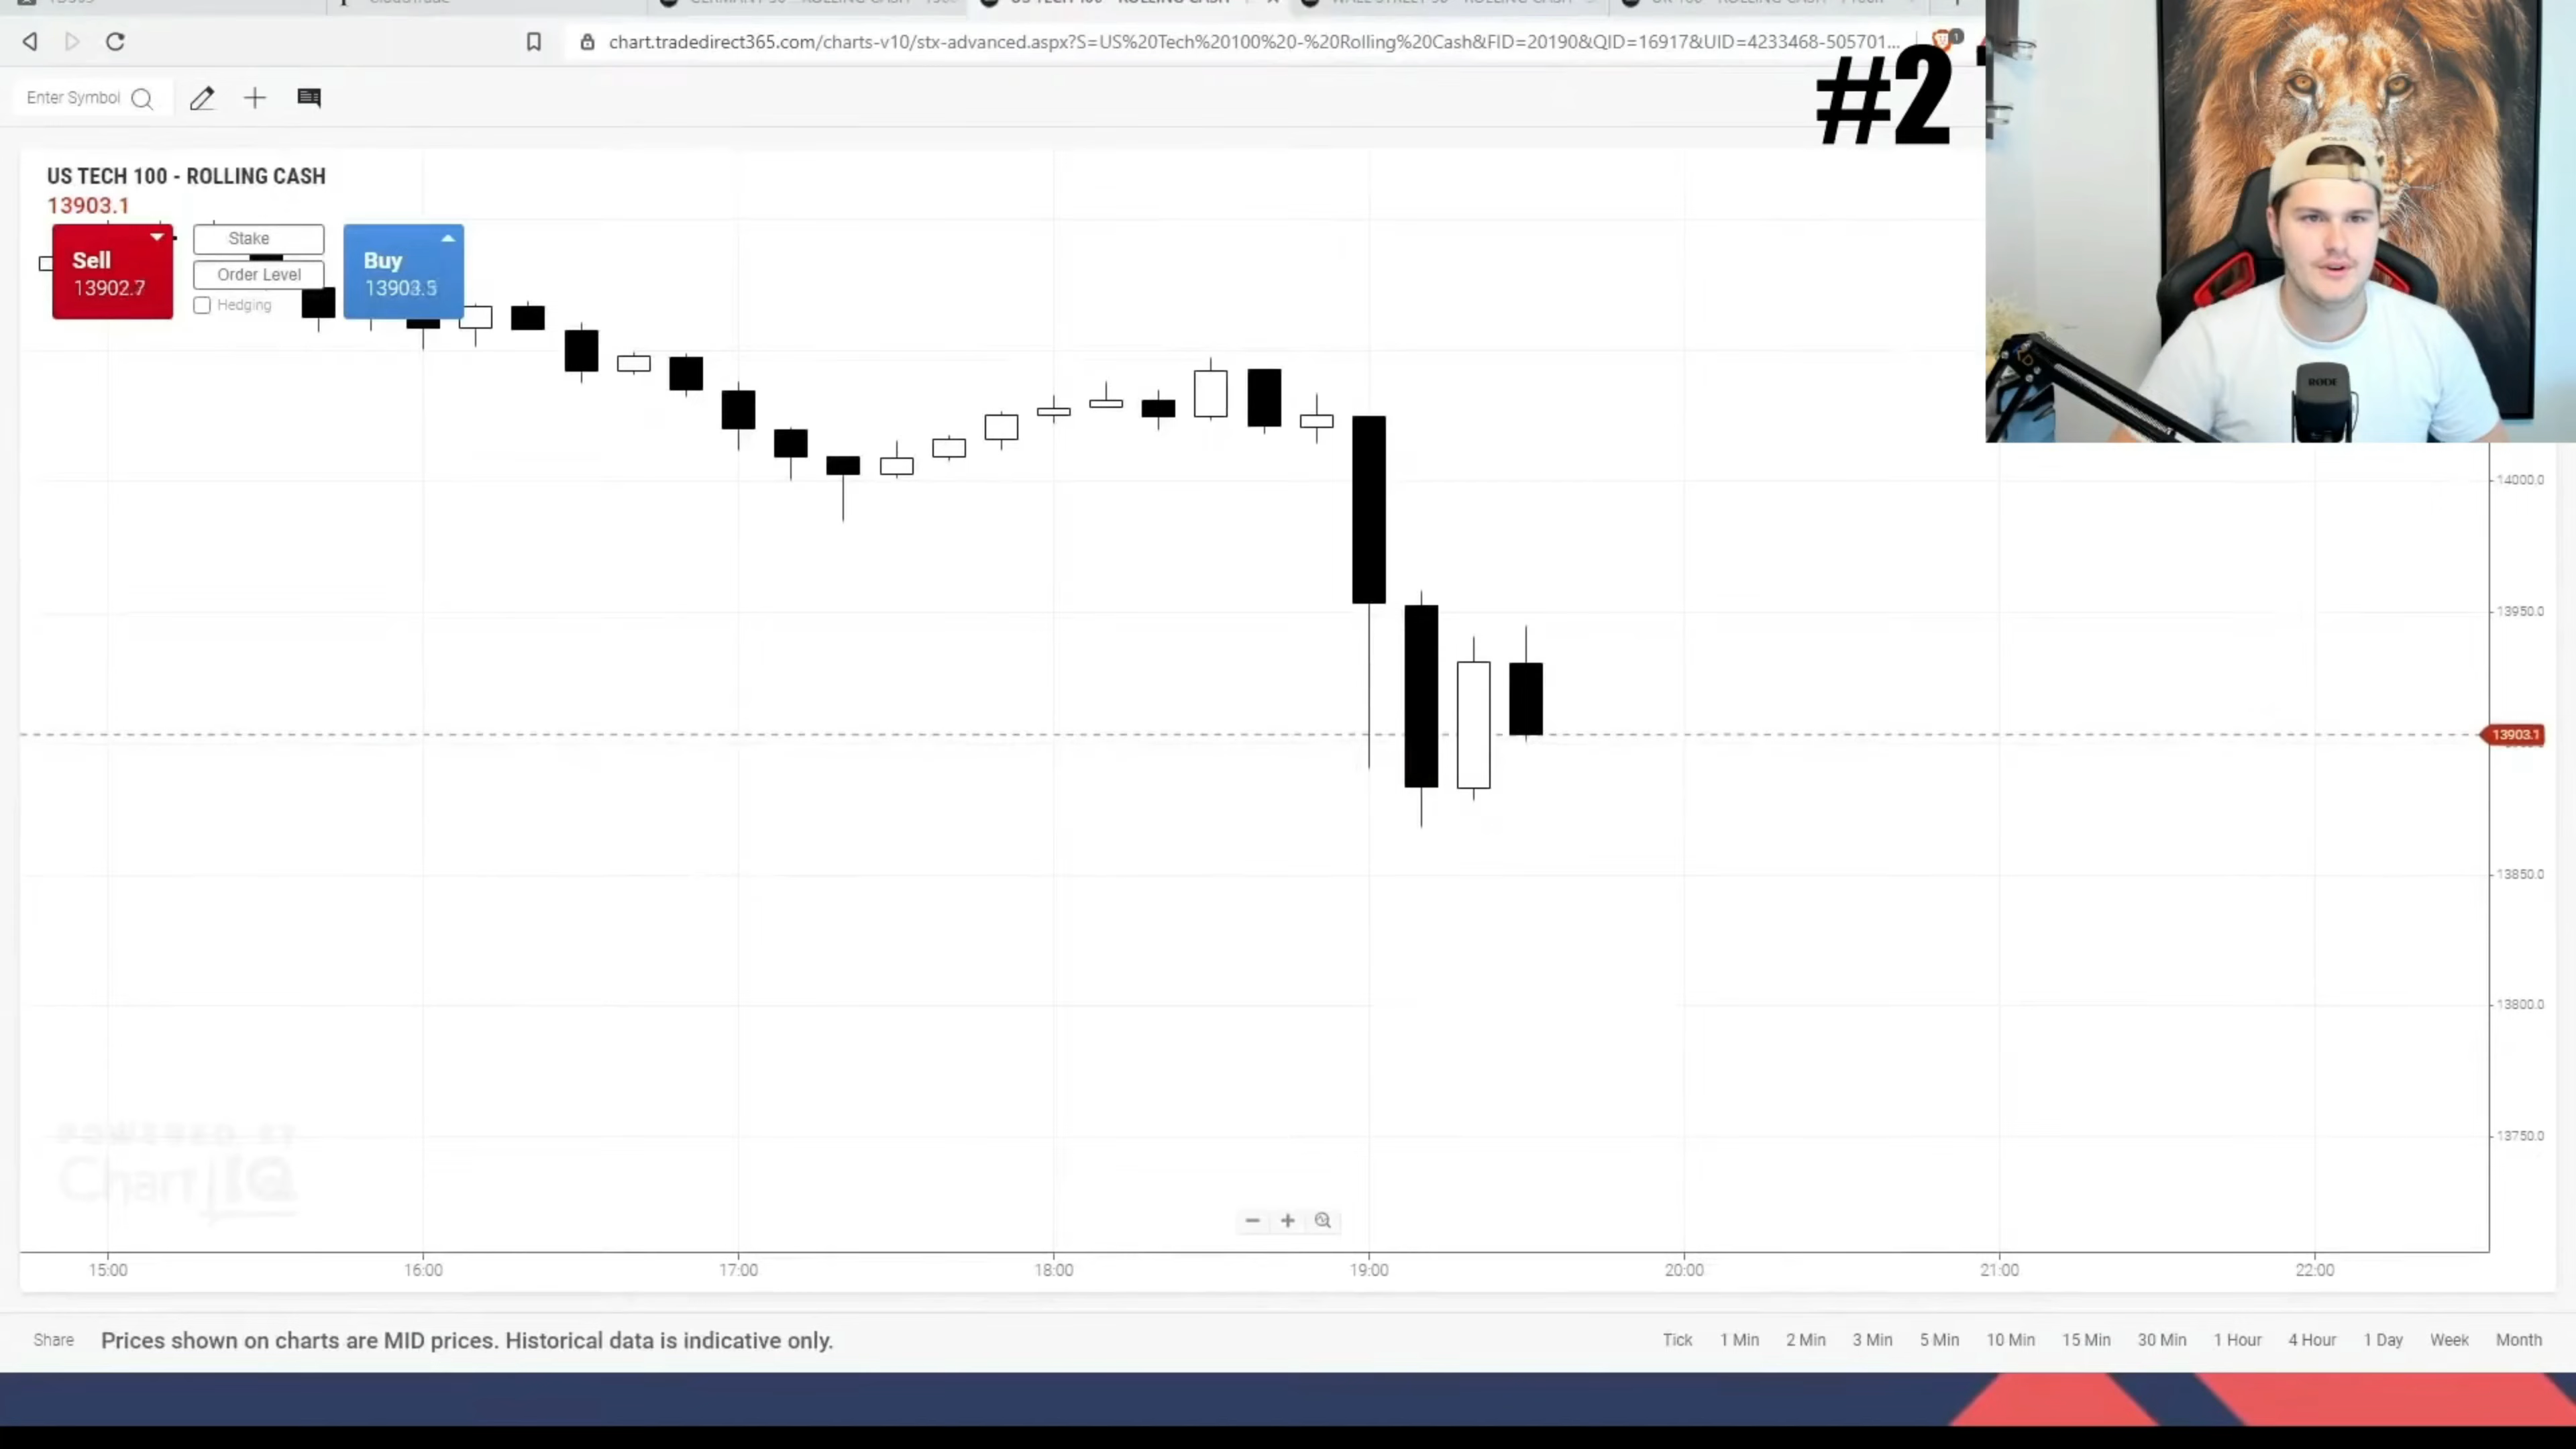 chart.tradedirect365.com/charts-v10/stx-advanced.aspx?S=US%20Tech%20100%20-%20Rolling%20Cash&FID=20190&QID=16917&UID=4233468-505701...
1
#2
Enter Symbol
US TECH 100 - ROLLING CASH
13903.1
Sell
13902.7
Stake
Order Level
Hedging
Buy
13903.5
RØDE
14000.0
13950.0
13903.1
13850.0
13800.0
13750.0
POWERED BY
ChartIQ
15:00 16:00 17:00 18:00 19:00 20:00 21:00 22:00
Share Prices shown on charts are MID prices. Historical data is indicative only. Tick 1 Min 2 Min 3 Min 5 Min 10 Min 15 Min 30 Min 1 Hour 4 Hour 1 Day Week Month